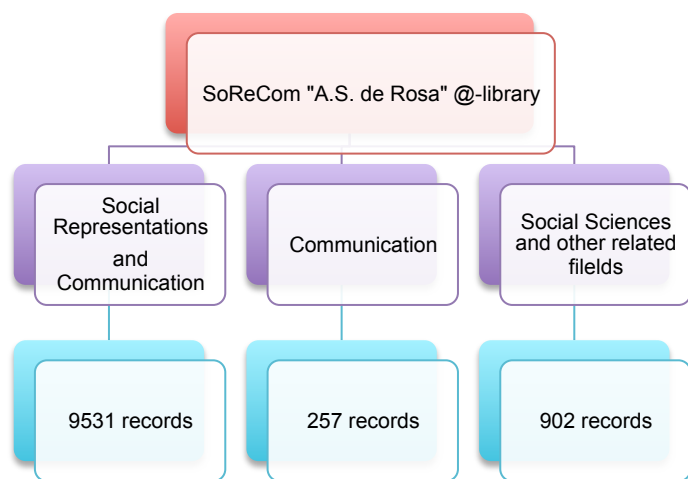 SoReCom "A.S. de Rosa" @-library
Social
Representations
and
Communication
Communication
Social Sciences
and other related
filelds
9531 records
257 records
902 records